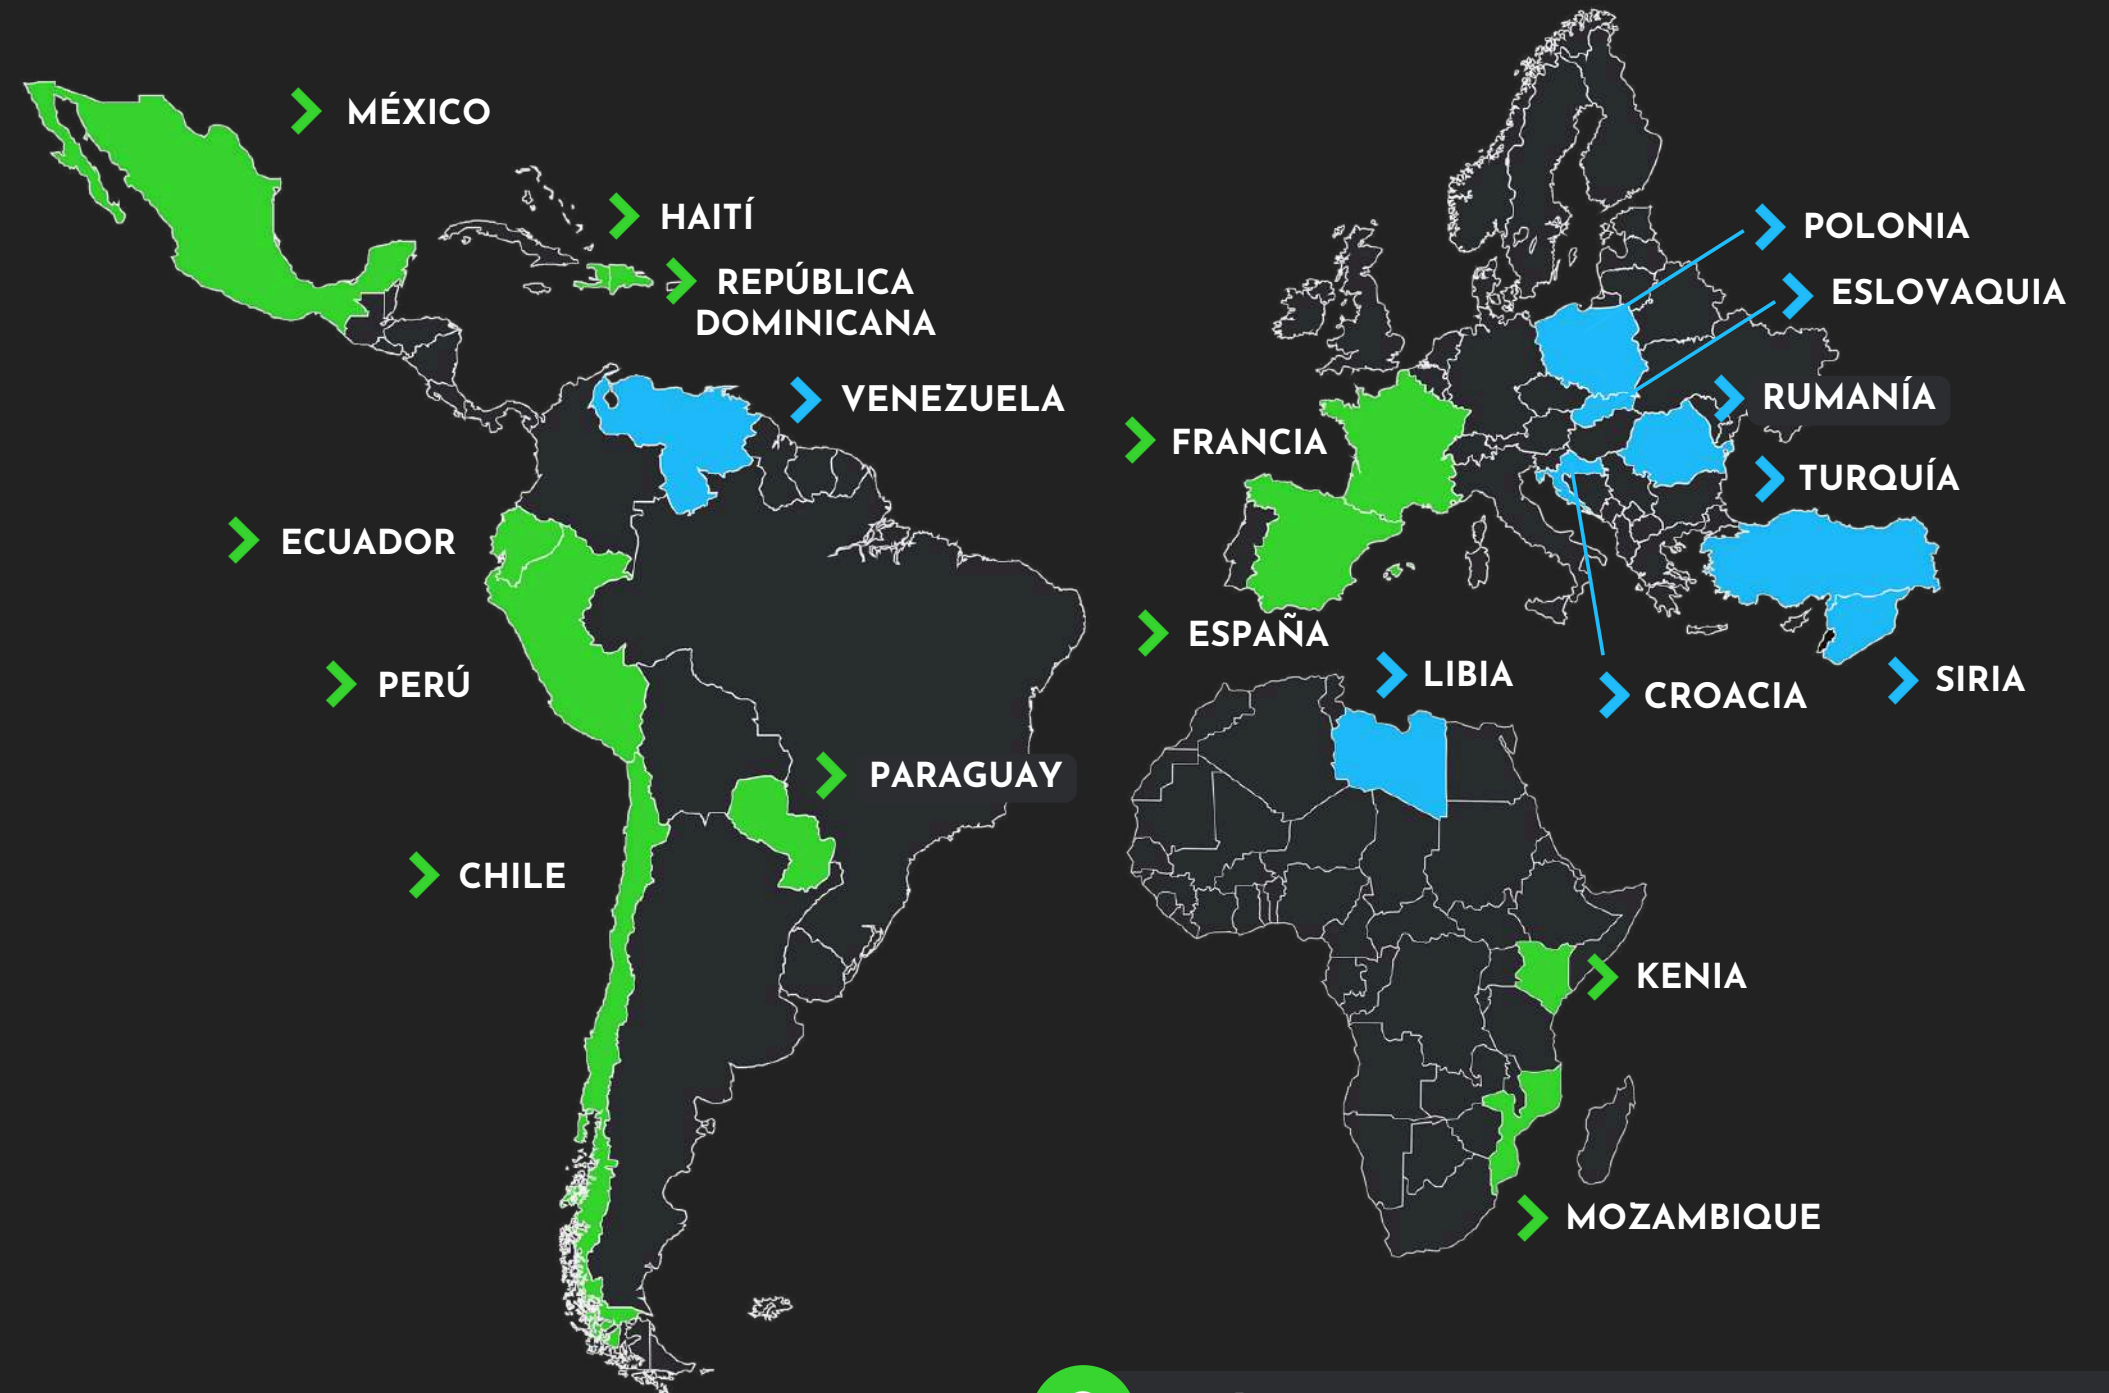 MÉXICO
HAITÍ
REPÚBLICA
DOMINICANA
VENEZUELA
ECUADOR
PERÚ
PARAGUAY
CHILE
POLONIA
ESLOVAQUIA
RUMANÍA
FRANCIA
TURQUÍA
ESPAÑA
LIBIA
CROACIA
SIRIA
KENIA
MOZAMBIQUE